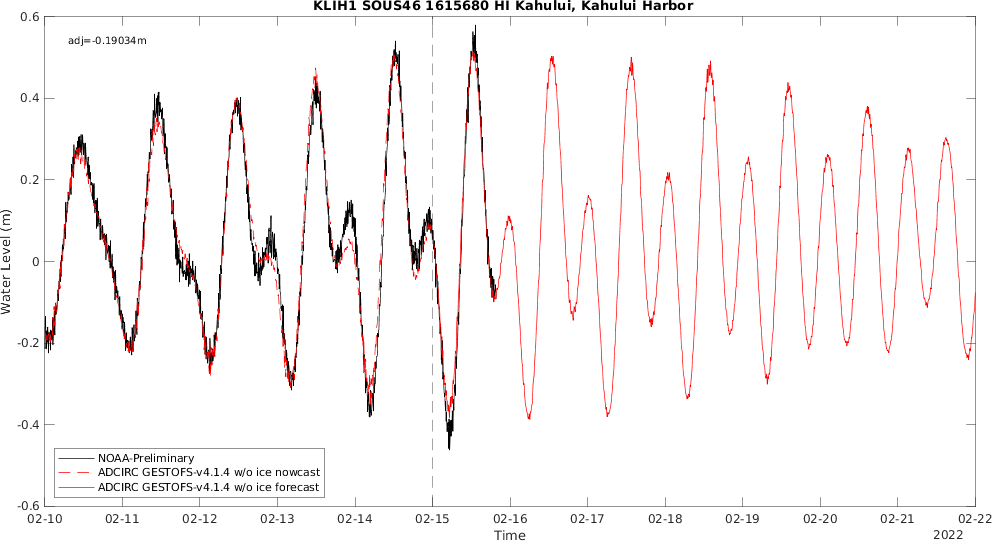 KLIH1 SOUS46 1615680 HI Kahului, Kahului Harbor
adj=-0.19034m
0.6
0.4
0.2
0
-0.2
-0.4
-0.6
Water Level (m)
NOAA-Preliminary
ADCIRC GESTOFS-v4.1.4 w/o ice nowcast
ADCIRC GESTOFS-v4.1.4 w/o ice forecast
02-10 02-11 02-12 02-13 02-14 02-15 02-16 02-17 02-18 02-19 02-20 02-21 02-22
Time
2022